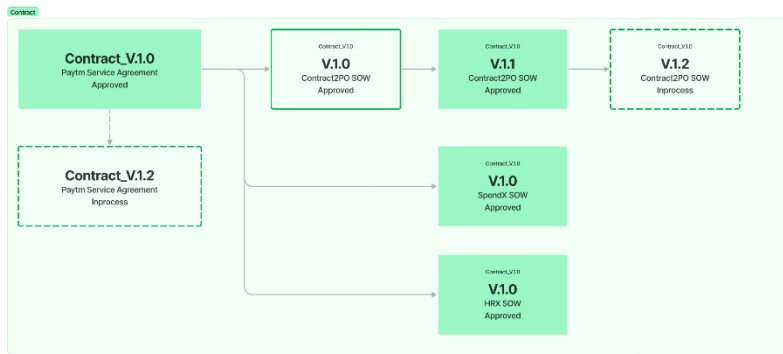 Contract
Contract_V.1.0
Paytm Service Agreement
Approved
Contract_V.1.0
V.1.0
Contract2PO SOW
Approved
Contract_V.1.0
V.1.1
Contract2PO SOW
Approved
Contract_V.1.0
V.1.2
Contract2PO SOW
Inprocess
Contract_V.1.2
Paytm Service Agreement
Inprocess
Contract_V.1.0
V.1.0
SpendX SOW
Approved
Contract_V.1.0
V.1.0
HRX SOW
Approved